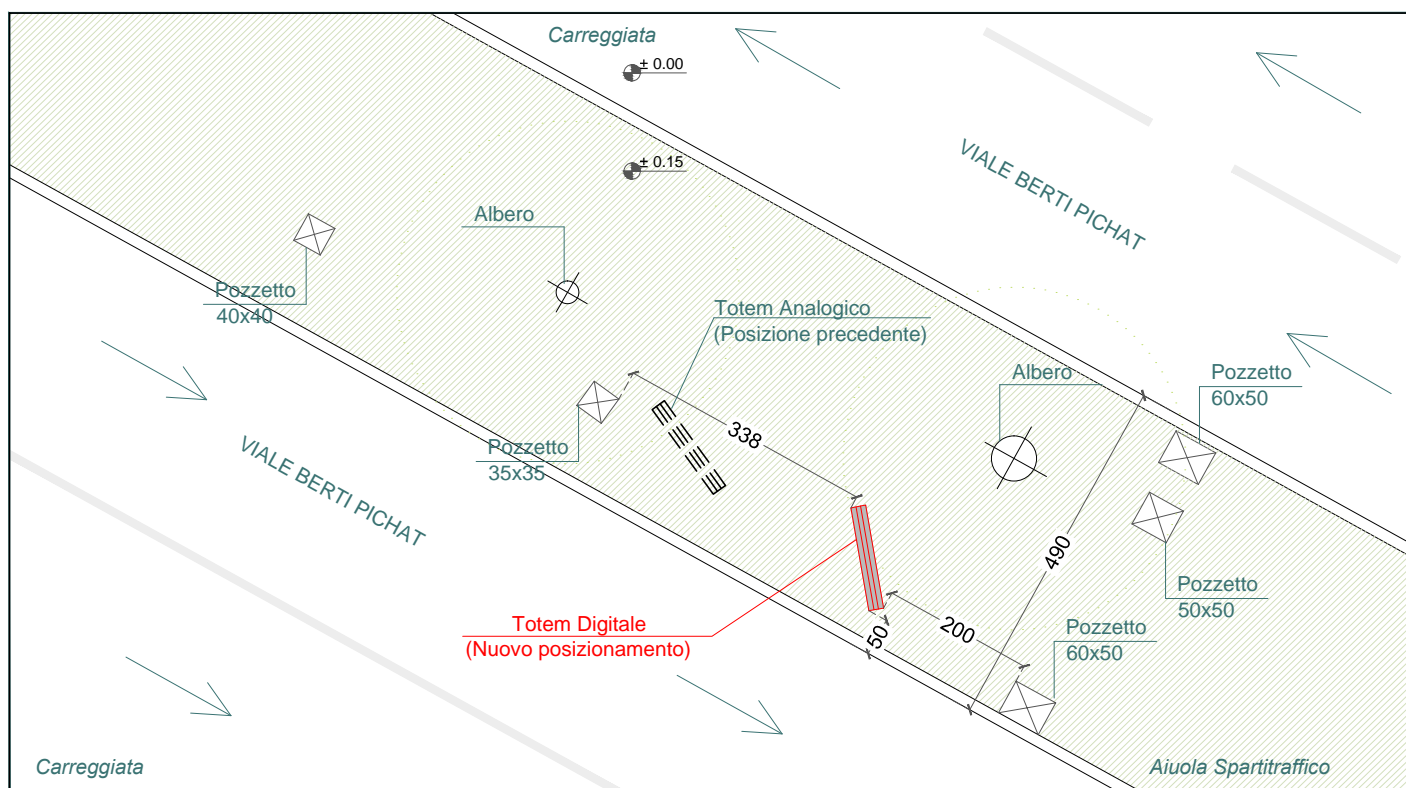 Carreggiata
± 0.00
VIALE BERTI PICHAT
± 0.15
Albero
Pozzetto
40x40
Totem Analogico
(Posizione precedente)
Albero
Pozzetto
60x50
338
Pozzetto
35x35
VIALE BERTI PICHAT
490
Pozzetto
50x50
Totem Digitale
(Nuovo posizionamento)
50
200
Pozzetto
60x50
Carreggiata
Aiuola Spartitraffico